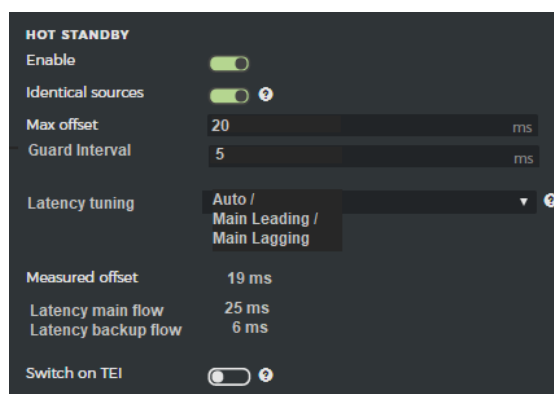 HOT STANDBY
Enable
Identical sources ?
Max offset 20 ms
Guard Interval 5 ms
Latency tuning Auto / ?
Main Leading /
Main Lagging
Measured offset 19 ms
Latency main flow 25 ms
Latency backup flow 6 ms
Switch on TEI ?